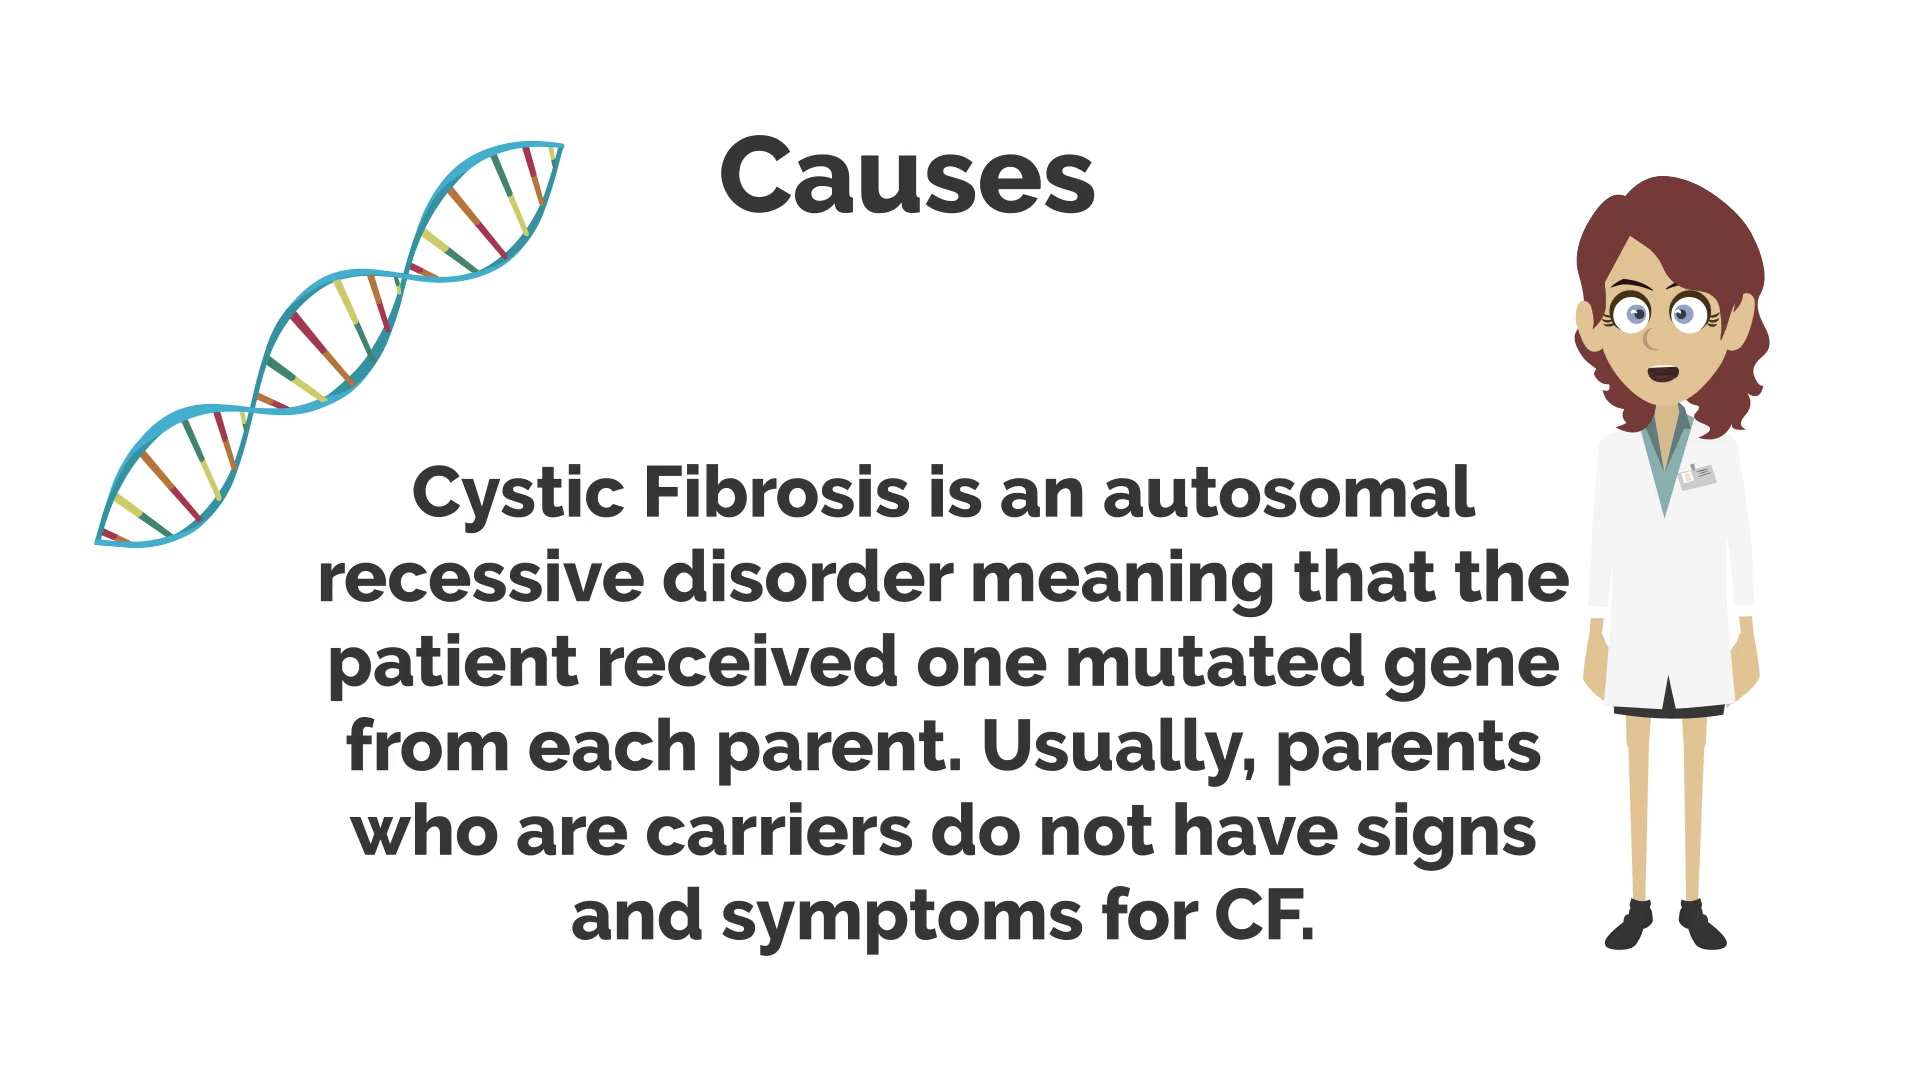 Causes
Cystic Fibrosis is an autosomal
recessive disorder meaning that the
patient received one mutated gene
from each parent. Usually, parents
who are carriers do not have signs
and symptoms for CF.